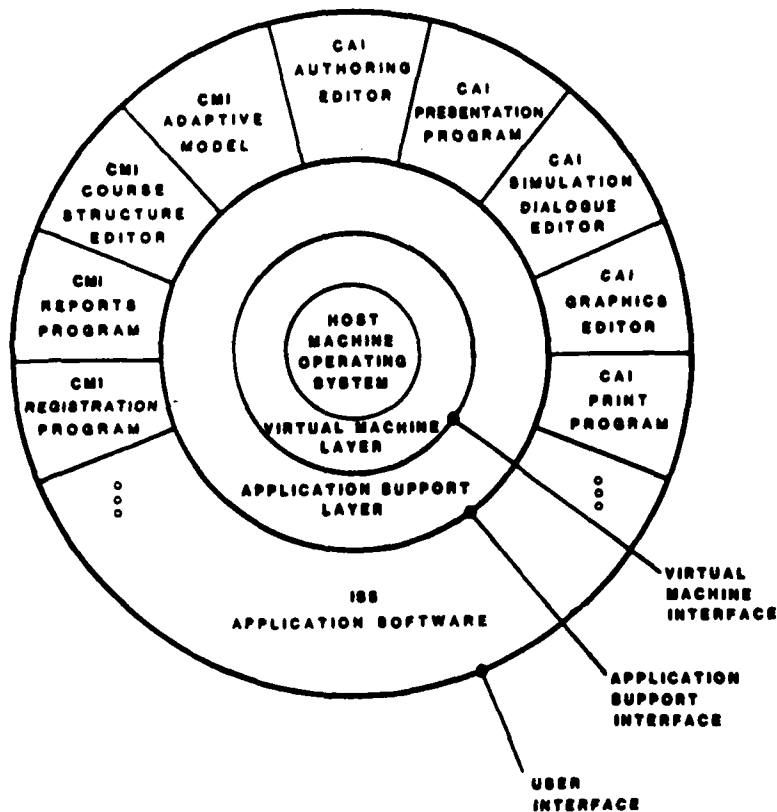 CAI
AUTHORING
EDITOR
CAI
PRESENTATION
PROGRAM
CAI
SIMULATION
DIALOGUE
EDITOR
CAI
GRAPHICS
EDITOR
CAI
PRINT
PROGRAM
CMI
ADAPTIVE
MODEL
CMI
COURSE
STRUCTURE
EDITOR
CMI
REPORTS
PROGRAM
CMI
REGISTRATION
PROGRAM
HOST
MACHINE
OPERATING
SYSTEM
VIRTUAL MACHINE
LAYER
APPLICATION SUPPORT
LAYER
ISS
APPLICATION SOFTWARE
VIRTUAL
MACHINE
INTERFACE
APPLICATION
SUPPORT
INTERFACE
USER
INTERFACE